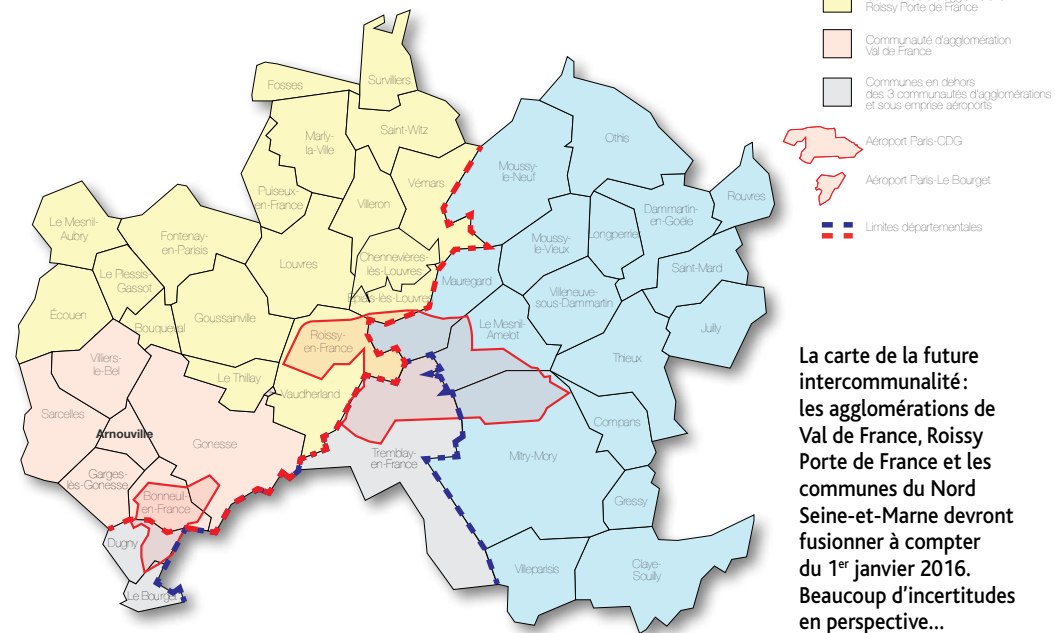 Roissy Porte de France
Communauté d'agglomération
Val de France
Communes en dehors
des 3 communautés d'agglomérations
et sous emprise aéroports
Aéroport Paris-CDG
Aéroport Paris-Le Bourget
Limites départementales
Fosses
Survilliers
Marly-
la-Ville
Saint-Witz
Othis
Moussy-
le-Neuf
Puiseux-
en-France
Vémars
Villeron
Rouvres
Dammartin-
en-Goële
Le Mesnil-
Aubry
Fontenay-
en-Parisis
Moussy-
le-Vieux
Longperrier
Louvres
Chennevières-
lès-Louvres
Le Plessis-
Gassot
Mauregard
Saint-Mard
Villeneuve-
sous-Dammartin
Epiais-lès-Louvres
Écouen
Bouqueval
Goussainville
Roissy-
en-France
Le Mesnil-
Amelot
Juilly
Villiers-
le-Bel
Thieux
Le Thillay
Vaudherland
Sarcelles
Arnouville
Gonesse
Compans
Tremblay-
en-France
Mitry-Mory
Garges-
lès-Gonesse
Bonneuil-
en-France
Gressy
Dugny
Villeparisis
Claye-
Souilly
Le Bourget
La carte de la future
intercommunalité :
les agglomérations de
Val de France, Roissy
Porte de France et les
communes du Nord
Seine-et-Marne devront
fusionner à compter
du 1er janvier 2016.
Beaucoup d'incertitudes
en perspective...